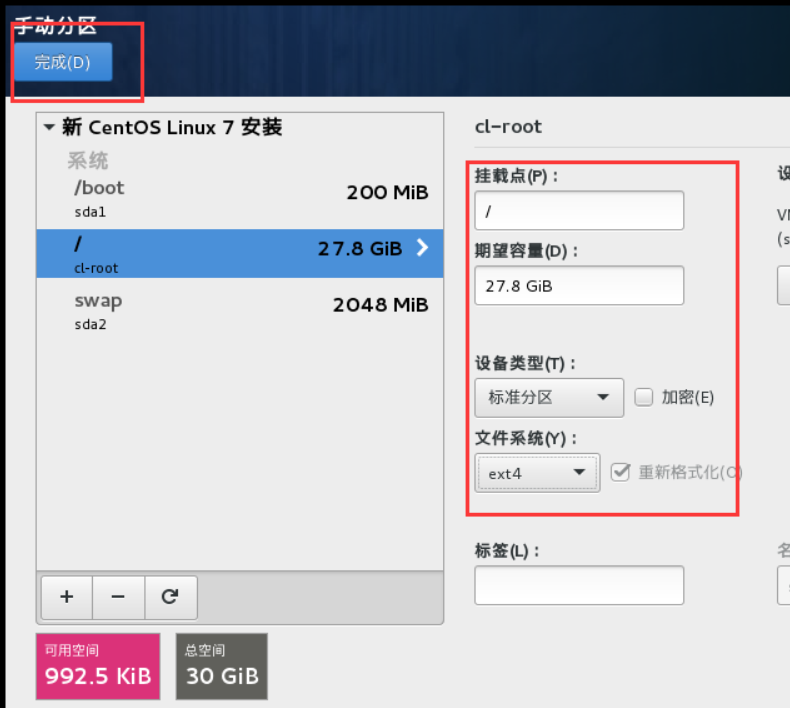 手动分区
完成(D)
新 CentOS Linux 7 安装
系统
/boot
200 MiB
sda1
/
27.8 GiB
cl-root
swap
2048 MiB
sda2
cl-root
挂载点(P)：
/
期望容量(D)：
27.8 GiB
设备类型(T)：
标准分区
加密(E)
文件系统(Y)：
ext4
重新格式化(O)
标签(L)：
设
(s
名
+
−
可用空间
992.5 KiB
总空间
30 GiB